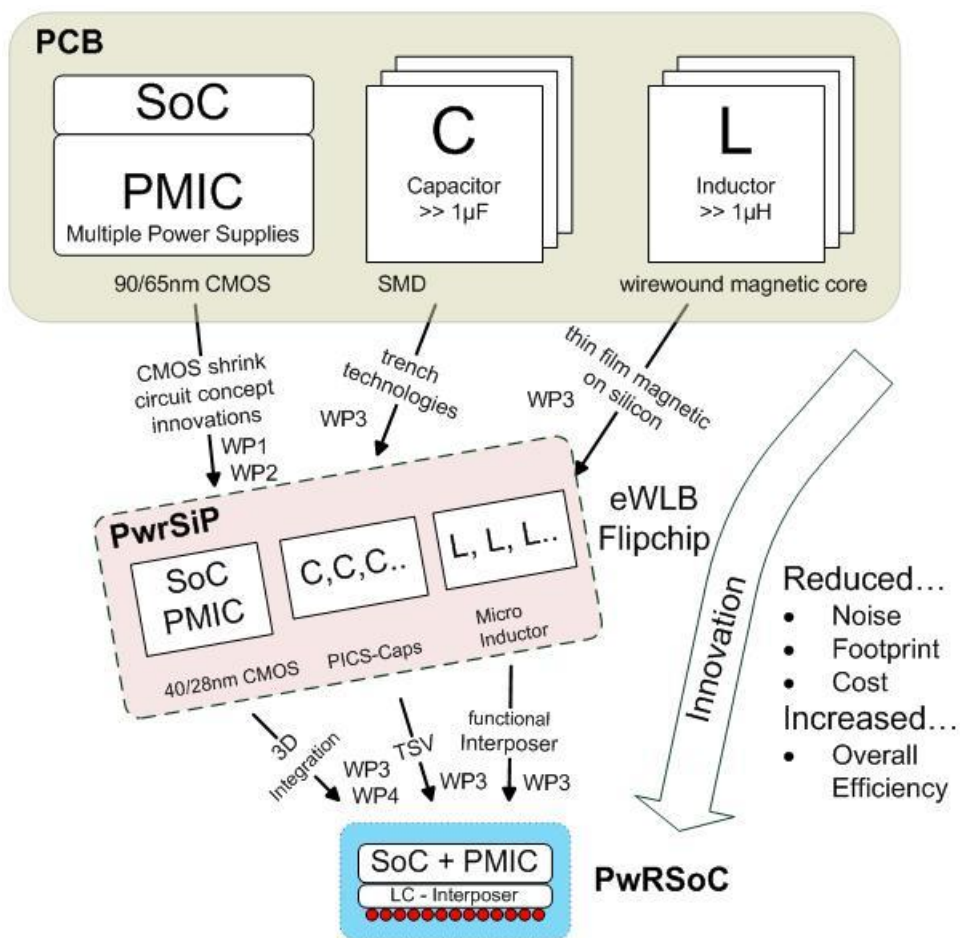 PCB
SoC
PMIC
Multiple Power Supplies
90/65nm CMOS
C
Capacitor
>> 1µF
SMD
L
Inductor
>> 1µH
wirewound magnetic core
CMOS shrink
circuit concept
innovations
WP1
WP2
trench
technologies
WP3
thin film magnetic
on silicon
WP3
PwrSiP
SoC
PMIC
40/28nm CMOS
C,C,C..
PICS-Caps
L, L, L..
Micro
Inductor
eWLB
Flipchip
Innovation
Reduced…
• Noise
• Footprint
• Cost
Increased…
• Overall
Efficiency
3D
Integration
WP3
WP4
TSV
WP3
functional
Interposer
WP3
SoC + PMIC
LC - Interposer
PwRSoC